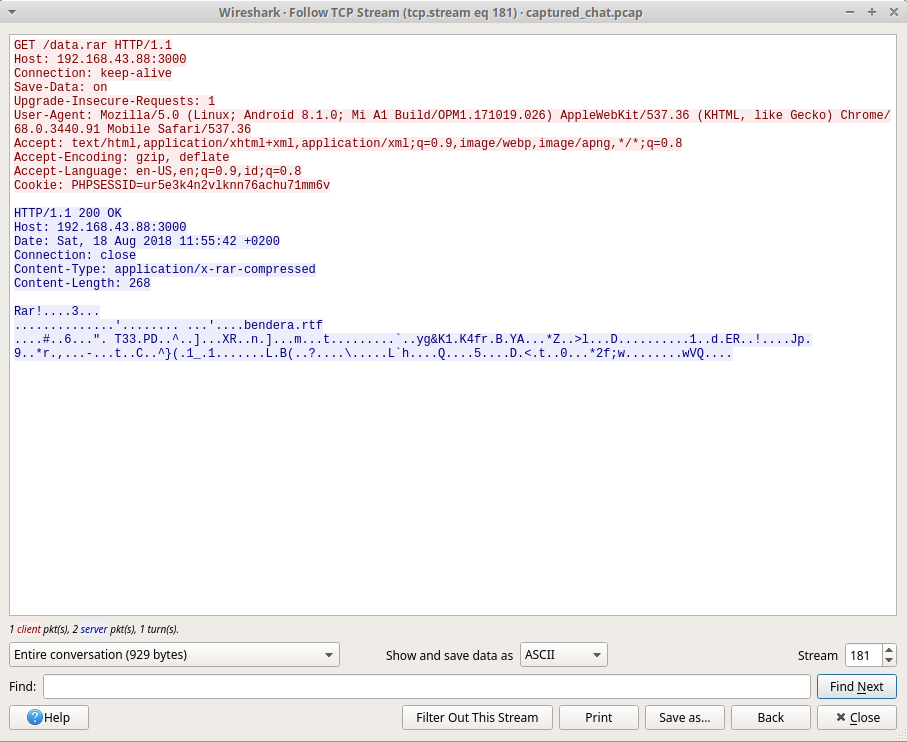 Wireshark · Follow TCP Stream (tcp.stream eq 181) · captured_chat.pcap
GET /data.rar HTTP/1.1
Host: 192.168.43.88:3000
Connection: keep-alive
Save-Data: on
Upgrade-Insecure-Requests: 1
User-Agent: Mozilla/5.0 (Linux; Android 8.1.0; Mi A1 Build/OPM1.171019.026) AppleWebKit/537.36 (KHTML, like Gecko) Chrome/
68.0.3440.91 Mobile Safari/537.36
Accept: text/html,application/xhtml+xml,application/xml;q=0.9,image/webp,image/apng,*/*;q=0.8
Accept-Encoding: gzip, deflate
Accept-Language: en-US,en;q=0.9,id;q=0.8
Cookie: PHPSESSID=ur5e3k4n2vlknn76achu71mm6v
HTTP/1.1 200 OK
Host: 192.168.43.88:3000
Date: Sat, 18 Aug 2018 11:55:42 +0200
Connection: close
Content-Type: application/x-rar-compressed
Content-Length: 268
Rar!....3...
..............'........ ...'....bendera.rtf
....#..6...". T33.PD..^..]...XR..n.]...m...t.........`..yg&K1.K4fr.B.YA...*Z..>l...D..........1..d.ER..!....Jp.
9..*r.,...-...t..C..^}(.1_.1.......L.B(..?....\.....L`h....Q....5....D.<.t..0...*2f;w........wVQ....
1 client pkt(s), 2 server pkt(s), 1 turn(s).
Entire conversation (929 bytes)
Show and save data as
ASCII
Stream
181
Find:
Find Next
Help
Filter Out This Stream
Print
Save as...
Back
Close